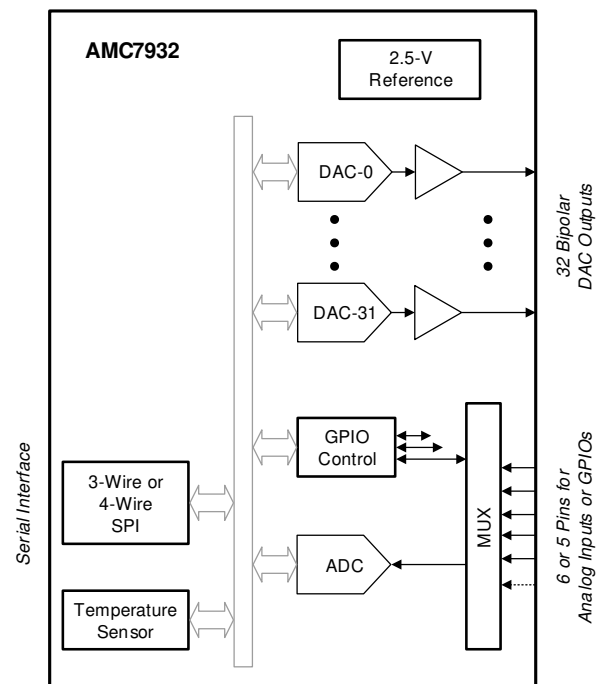 AMC7932
2.5-V
Reference
DAC-0
32 Bipolar
DAC Outputs
DAC-31
GPIO
Control
MUX
6 or 5 Pins for
Analog Inputs or GPIOs
Serial Interface
3-Wire or
4-Wire
SPI
ADC
Temperature
Sensor